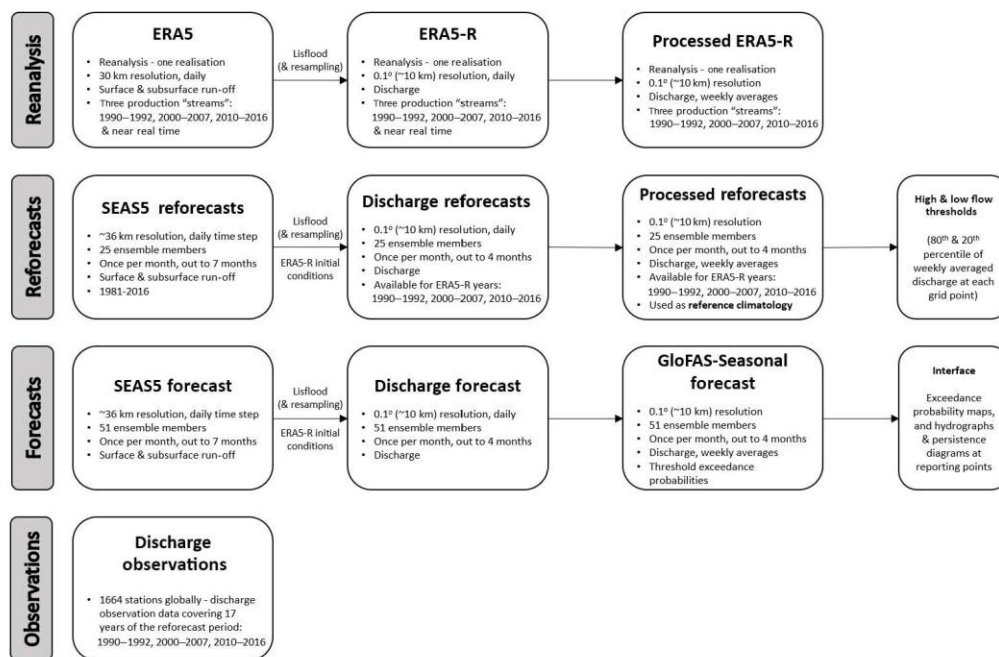 Reanalysis
ERA5
• Reanalysis - one realisation
• 30 km resolution, daily
• Surface & subsurface run-off
• Three production “streams”:
1990–1992, 2000–2007, 2010–2016
& near real time
Lisflood
(& resampling)
ERA5-R
• Reanalysis - one realisation
• 0.1° (~10 km) resolution, daily
• Discharge
• Three production “streams”:
1990–1992, 2000–2007, 2010–2016
& near real time
Processed ERA5-R
• Reanalysis - one realisation
• 0.1° (~10 km) resolution
• Discharge, weekly averages
• Three production “streams”:
1990–1992, 2000–2007, 2010–2016
Reforecasts
SEAS5 reforecasts
• ~36 km resolution, daily time step
• 25 ensemble members
• Once per month, out to 7 months
• Surface & subsurface run-off
• 1981-2016
Lisflood
(& resampling)
ERA5-R initial
conditions
Discharge reforecasts
• 0.1° (~10 km) resolution, daily
• 25 ensemble members
• Once per month, out to 4 months
• Discharge
• Available for ERA5-R years:
1990–1992, 2000–2007, 2010–2016
Processed reforecasts
• 0.1° (~10 km) resolution
• 25 ensemble members
• Once per month, out to 4 months
• Discharge, weekly averages
• Available for ERA5-R years:
1990–1992, 2000–2007, 2010–2016
• Used as reference climatology
High & low flow
thresholds
(80th & 20th
percentile of
weekly averaged
discharge at each
grid point)
Forecasts
SEAS5 forecast
• ~36 km resolution, daily time step
• 51 ensemble members
• Once per month, out to 7 months
• Surface & subsurface run-off
Lisflood
(& resampling)
ERA5-R initial
conditions
Discharge forecast
• 0.1° (~10 km) resolution, daily
• 51 ensemble members
• Once per month, out to 4 months
• Discharge
GloFAS-Seasonal
forecast
• 0.1° (~10 km) resolution
• 51 ensemble members
• Once per month, out to 4 months
• Discharge, weekly averages
• Threshold exceedance
probabilities
Interface
Exceedance
probability maps,
and hydrographs
& persistence
diagrams at
reporting points
Observations
Discharge
observations
• 1664 stations globally - discharge
observation data covering 17
years of the reforecast period:
1990–1992, 2000–2007, 2010–2016